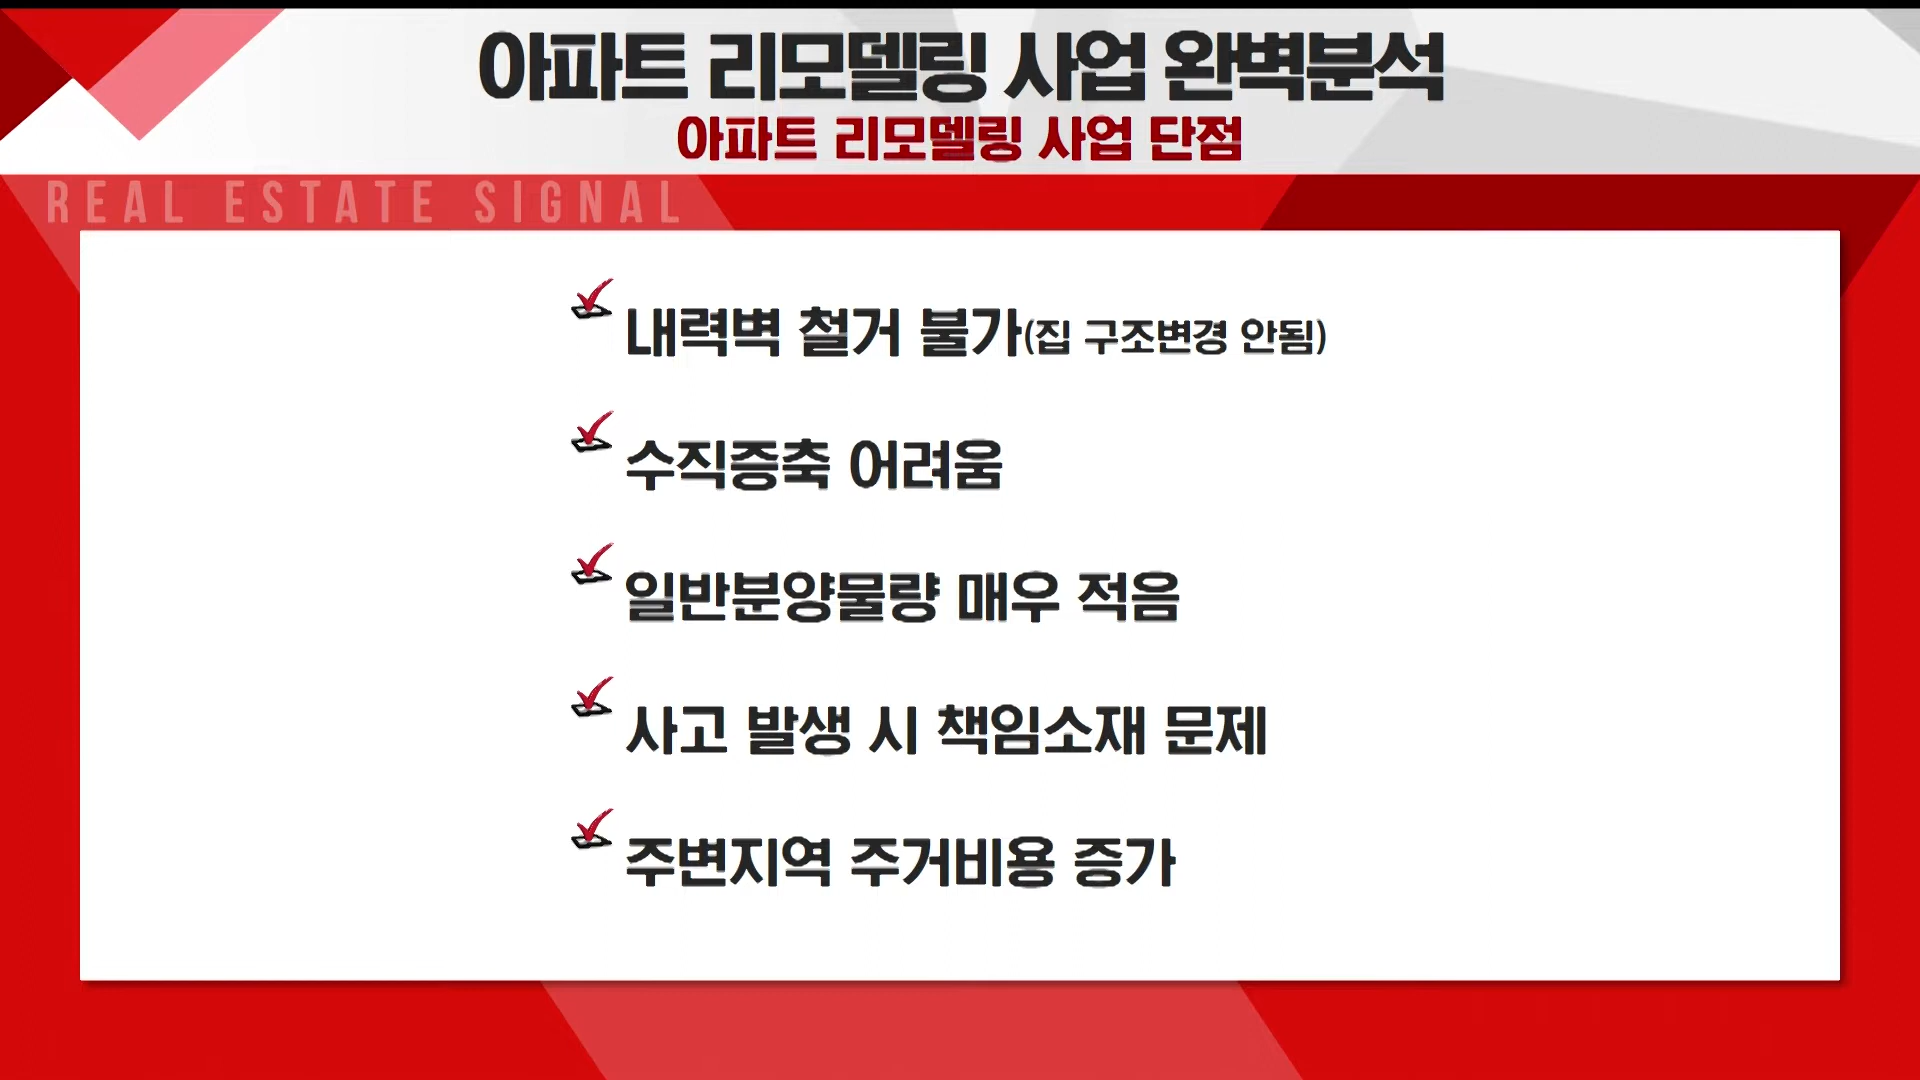 아파트 리모델링 사업 완벽분석
아파트 리모델링 사업 단점
REAL ESTATE SIGNAL
내력벽 철거 불가(집 구조변경 안됨)
수직증축 어려움
일반분양물량 매우 적음
사고 발생 시 책임소재 문제
주변지역 주거비용 증가